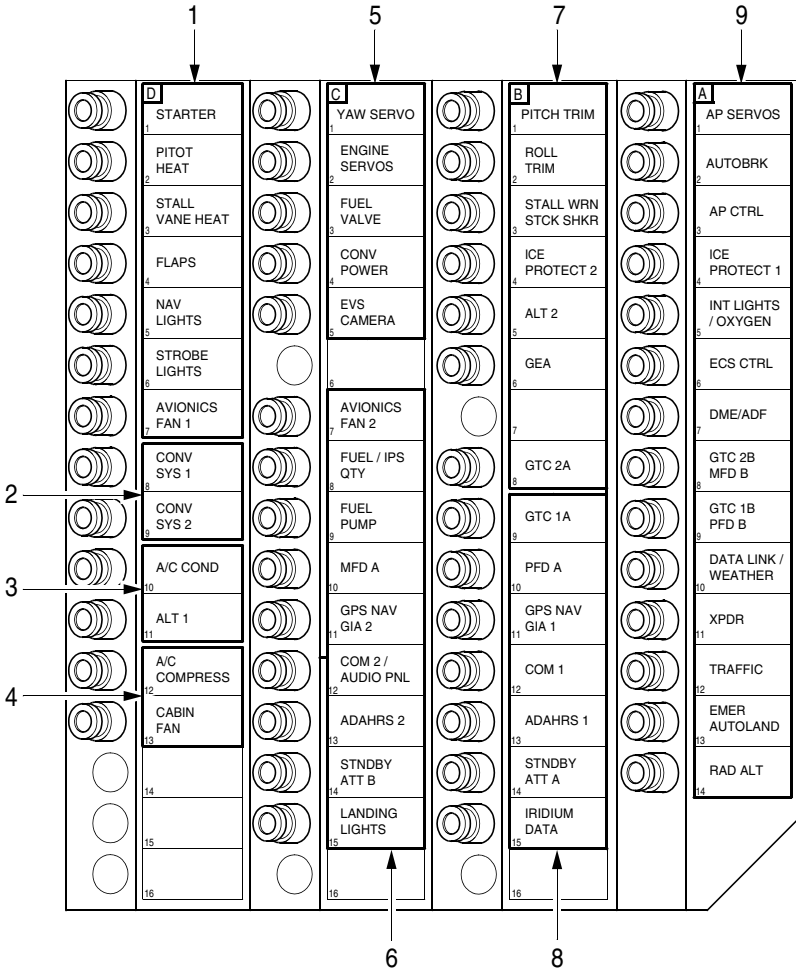 1
5
7
9
D
STARTER
1
PITOT
HEAT
2
STALL
VANE HEAT
3
FLAPS
4
NAV
LIGHTS
5
STROBE
LIGHTS
6
AVIONICS
FAN 1
7
CONV
SYS 1
8
CONV
SYS 2
9
A/C COND
10
ALT 1
11
A/C
COMPRESS
12
CABIN
FAN
13
14
15
16
2
3
4
C
YAW SERVO
1
ENGINE
SERVOS
2
FUEL
VALVE
3
CONV
POWER
4
EVS
CAMERA
5
6
AVIONICS
FAN 2
7
FUEL / IPS
QTY
8
FUEL
PUMP
9
MFD A
10
GPS NAV
GIA 2
11
COM 2 /
AUDIO PNL
12
ADAHRS 2
13
STNDBY
ATT B
14
LANDING
LIGHTS
15
16
B
PITCH TRIM
1
ROLL
TRIM
2
STALL WRN
STCK SHKR
3
ICE
PROTECT 2
4
ALT 2
5
GEA
6
7
GTC 2A
8
GTC 1A
9
PFD A
10
GPS NAV
GIA 1
11
COM 1
12
ADAHRS 1
13
STNDBY
ATT A
14
IRIDIUM
DATA
15
16
A
AP SERVOS
1
AUTOBRK
2
AP CTRL
3
ICE
PROTECT 1
4
INT LIGHTS
/ OXYGEN
5
ECS CTRL
6
DME/ADF
7
GTC 2B
MFD B
8
GTC 1B
PFD B
9
DATA LINK /
WEATHER
10
XPDR
11
TRAFFIC
12
EMER
AUTOLAND
13
RAD ALT
14
6
8